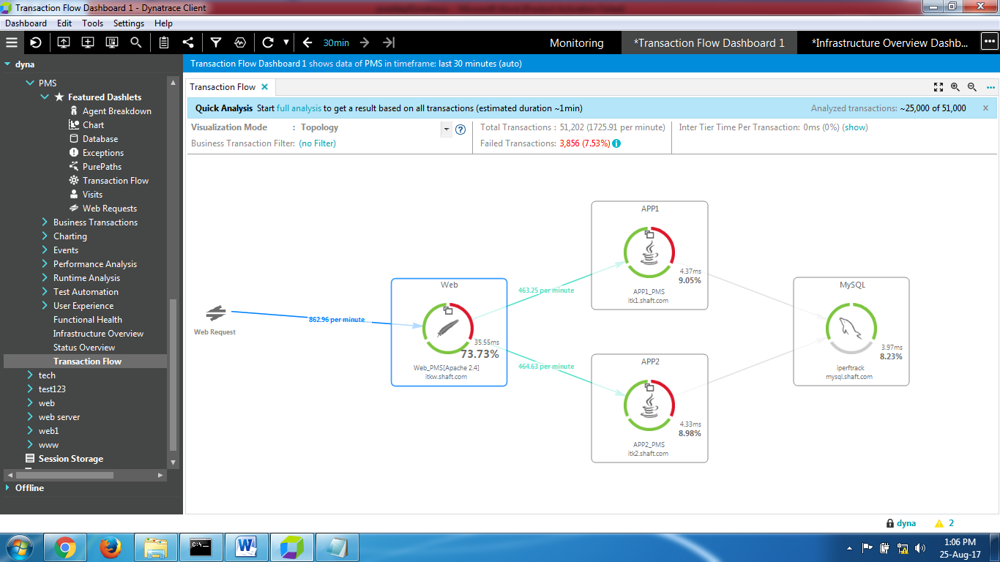 Transaction Flow Dashboard 1 - Dynatrace Client
Dashboard Edit Tools Settings Help
30min
Monitoring
*Transaction Flow Dashboard 1
*Infrastructure Overview Dashb...
dyna
PMS
Featured Dashlets
Agent Breakdown
Chart
Database
Exceptions
PurePaths
Transaction Flow
Visits
Web Requests
Business Transactions
Charting
Events
Performance Analysis
Runtime Analysis
Test Automation
User Experience
Functional Health
Infrastructure Overview
Status Overview
Transaction Flow
tech
test123
web
web server
web1
www
Session Storage
Offline
Transaction Flow Dashboard 1 shows data of PMS in timeframe: last 30 minutes (auto)
Transaction Flow
Quick Analysis Start full analysis to get a result based on all transactions (estimated duration ~1min)
Analyzed transactions: ~25,000 of 51,000
Visualization Mode : Topology
Business Transaction Filter: (no Filter)
Total Transactions : 51,202 (1725.91 per minute)
Failed Transactions: 3,856 (7.53%)
Inter Tier Time Per Transaction: 0ms (0%) (show)
Web Request
862.96 per minute
Web
35.55ms
73.73%
Web_PMS[Apache 2.4]
itkw.shaft.com
463.25 per minute
464.63 per minute
APP1
4.37ms
9.05%
APP1_PMS
itk1.shaft.com
APP2
4.33ms
8.98%
APP2_PMS
itk2.shaft.com
MySQL
3.97ms
8.23%
iperftrack
mysql.shaft.com
dyna
2
1:06 PM
25-Aug-17